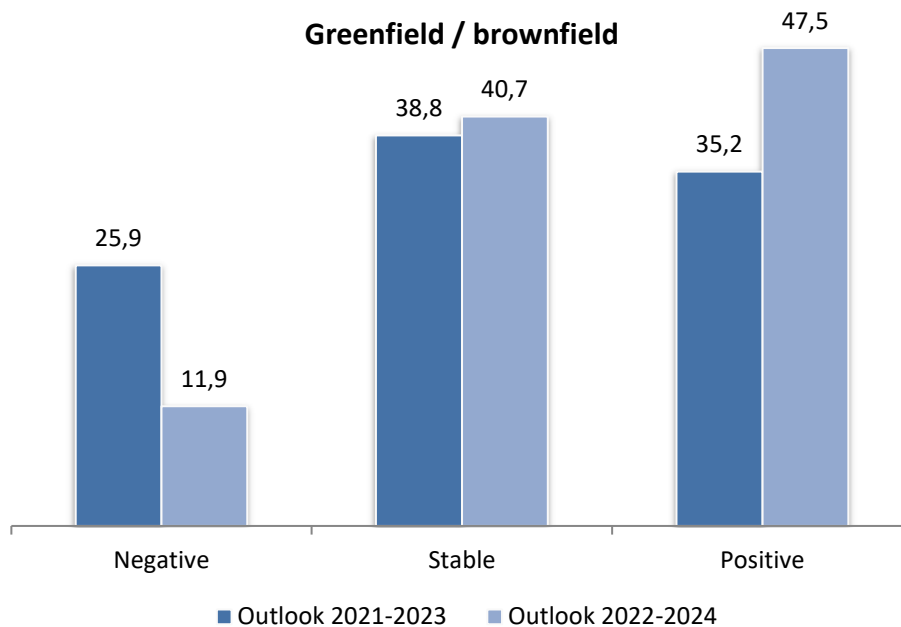 Greenfield / brownfield
25,9
11,9
38,8
40,7
35,2
47,5
Negative
Stable
Positive
Outlook 2021-2023
Outlook 2022-2024